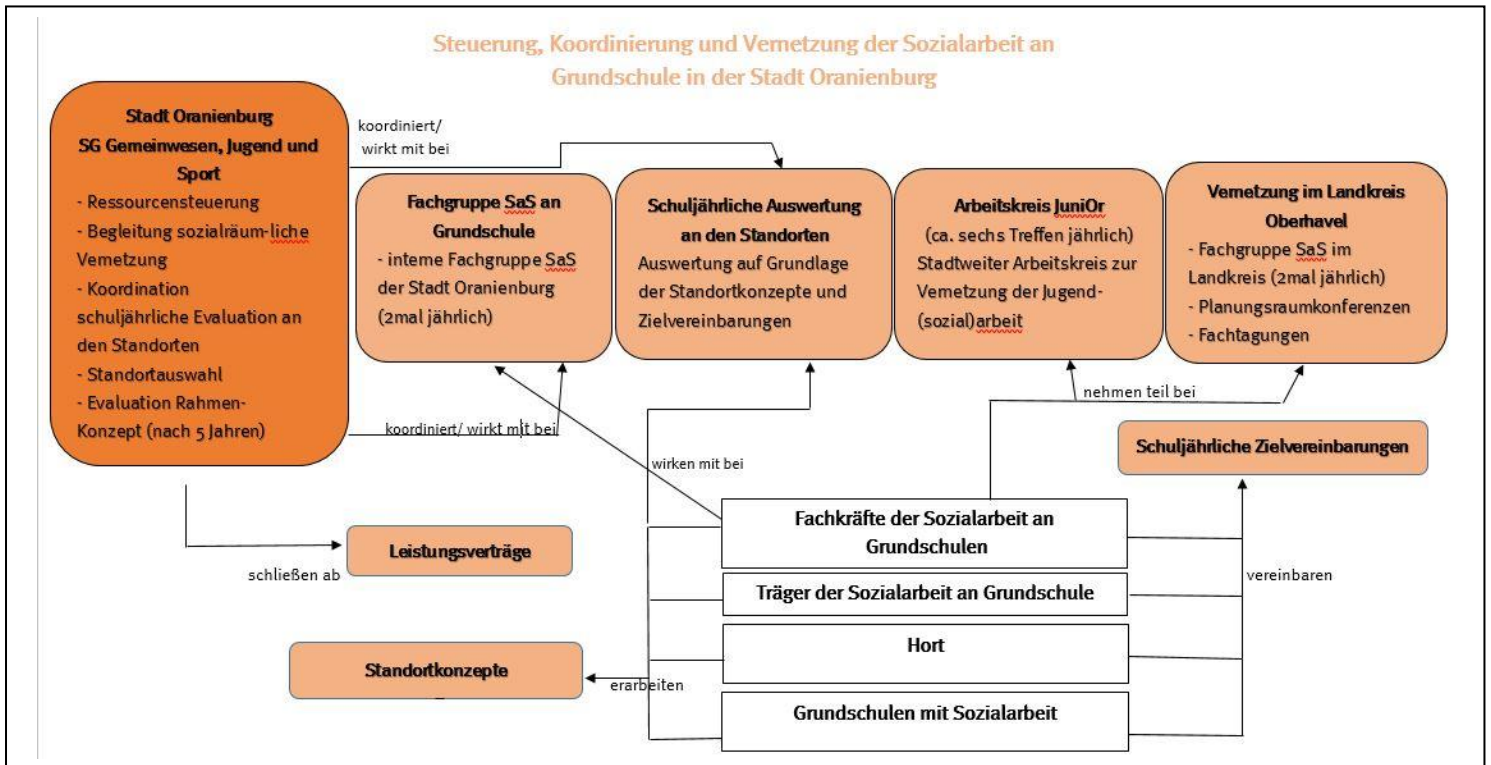 Steuerung, Koordinierung und Vernetzung der Sozialarbeit an
Grundschule in der Stadt Oranienburg
Stadt Oranienburg
SG Gemeinwesen, Jugend und
Sport
- Ressourcensteuerung
- Begleitung sozialräum-liche
Vernetzung
- Koordination
schuljährliche Evaluation an
den Standorten
- Standortauswahl
- Evaluation Rahmen-
Konzept (nach 5 Jahren)
koordiniert/
wirkt mit bei
Fachgruppe SaS an
Grundschule
- interne Fachgruppe SaS
der Stadt Oranienburg
(2mal jährlich)
Schuljährliche Auswertung
an den Standorten
Auswertung auf Grundlage
der Standortkonzepte und
Zielvereinbarungen
Arbeitskreis JuniOr
(ca. sechs Treffen jährlich)
Stadtweiter Arbeitskreis zur
Vernetzung der Jugend-
(sozial)arbeit
Vernetzung im Landkreis
Oberhavel
- Fachgruppe SaS im
Landkreis (2mal jährlich)
- Planungsraumkonferenzen
- Fachtagungen
koordiniert/ wirkt mit bei
wirken mit bei
nehmen teil bei
Schuljährliche Zielvereinbarungen
Fachkräfte der Sozialarbeit an
Grundschulen
Leistungsverträge
schließen ab
vereinbaren
Träger der Sozialarbeit an Grundschule
Hort
Standortkonzepte
erarbeiten
Grundschulen mit Sozialarbeit